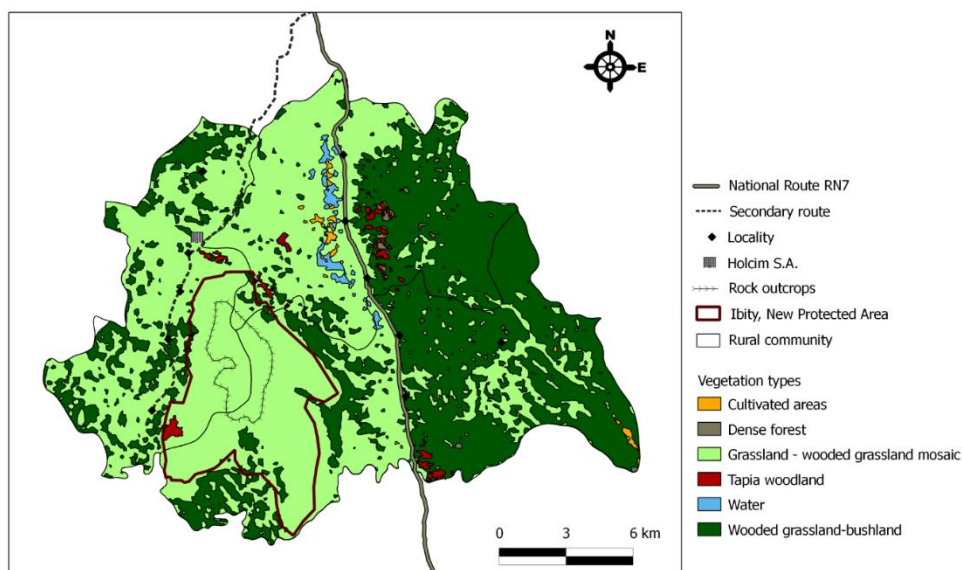 N
E
National Route RN7
Secondary route
Locality
Holcim S.A.
Rock outcrops
Ibity, New Protected Area
Rural community
Vegetation types
Cultivated areas
Dense forest
Grassland - wooded grassland mosaic
Tapia woodland
Water
Wooded grassland-bushland
0 3 6 km